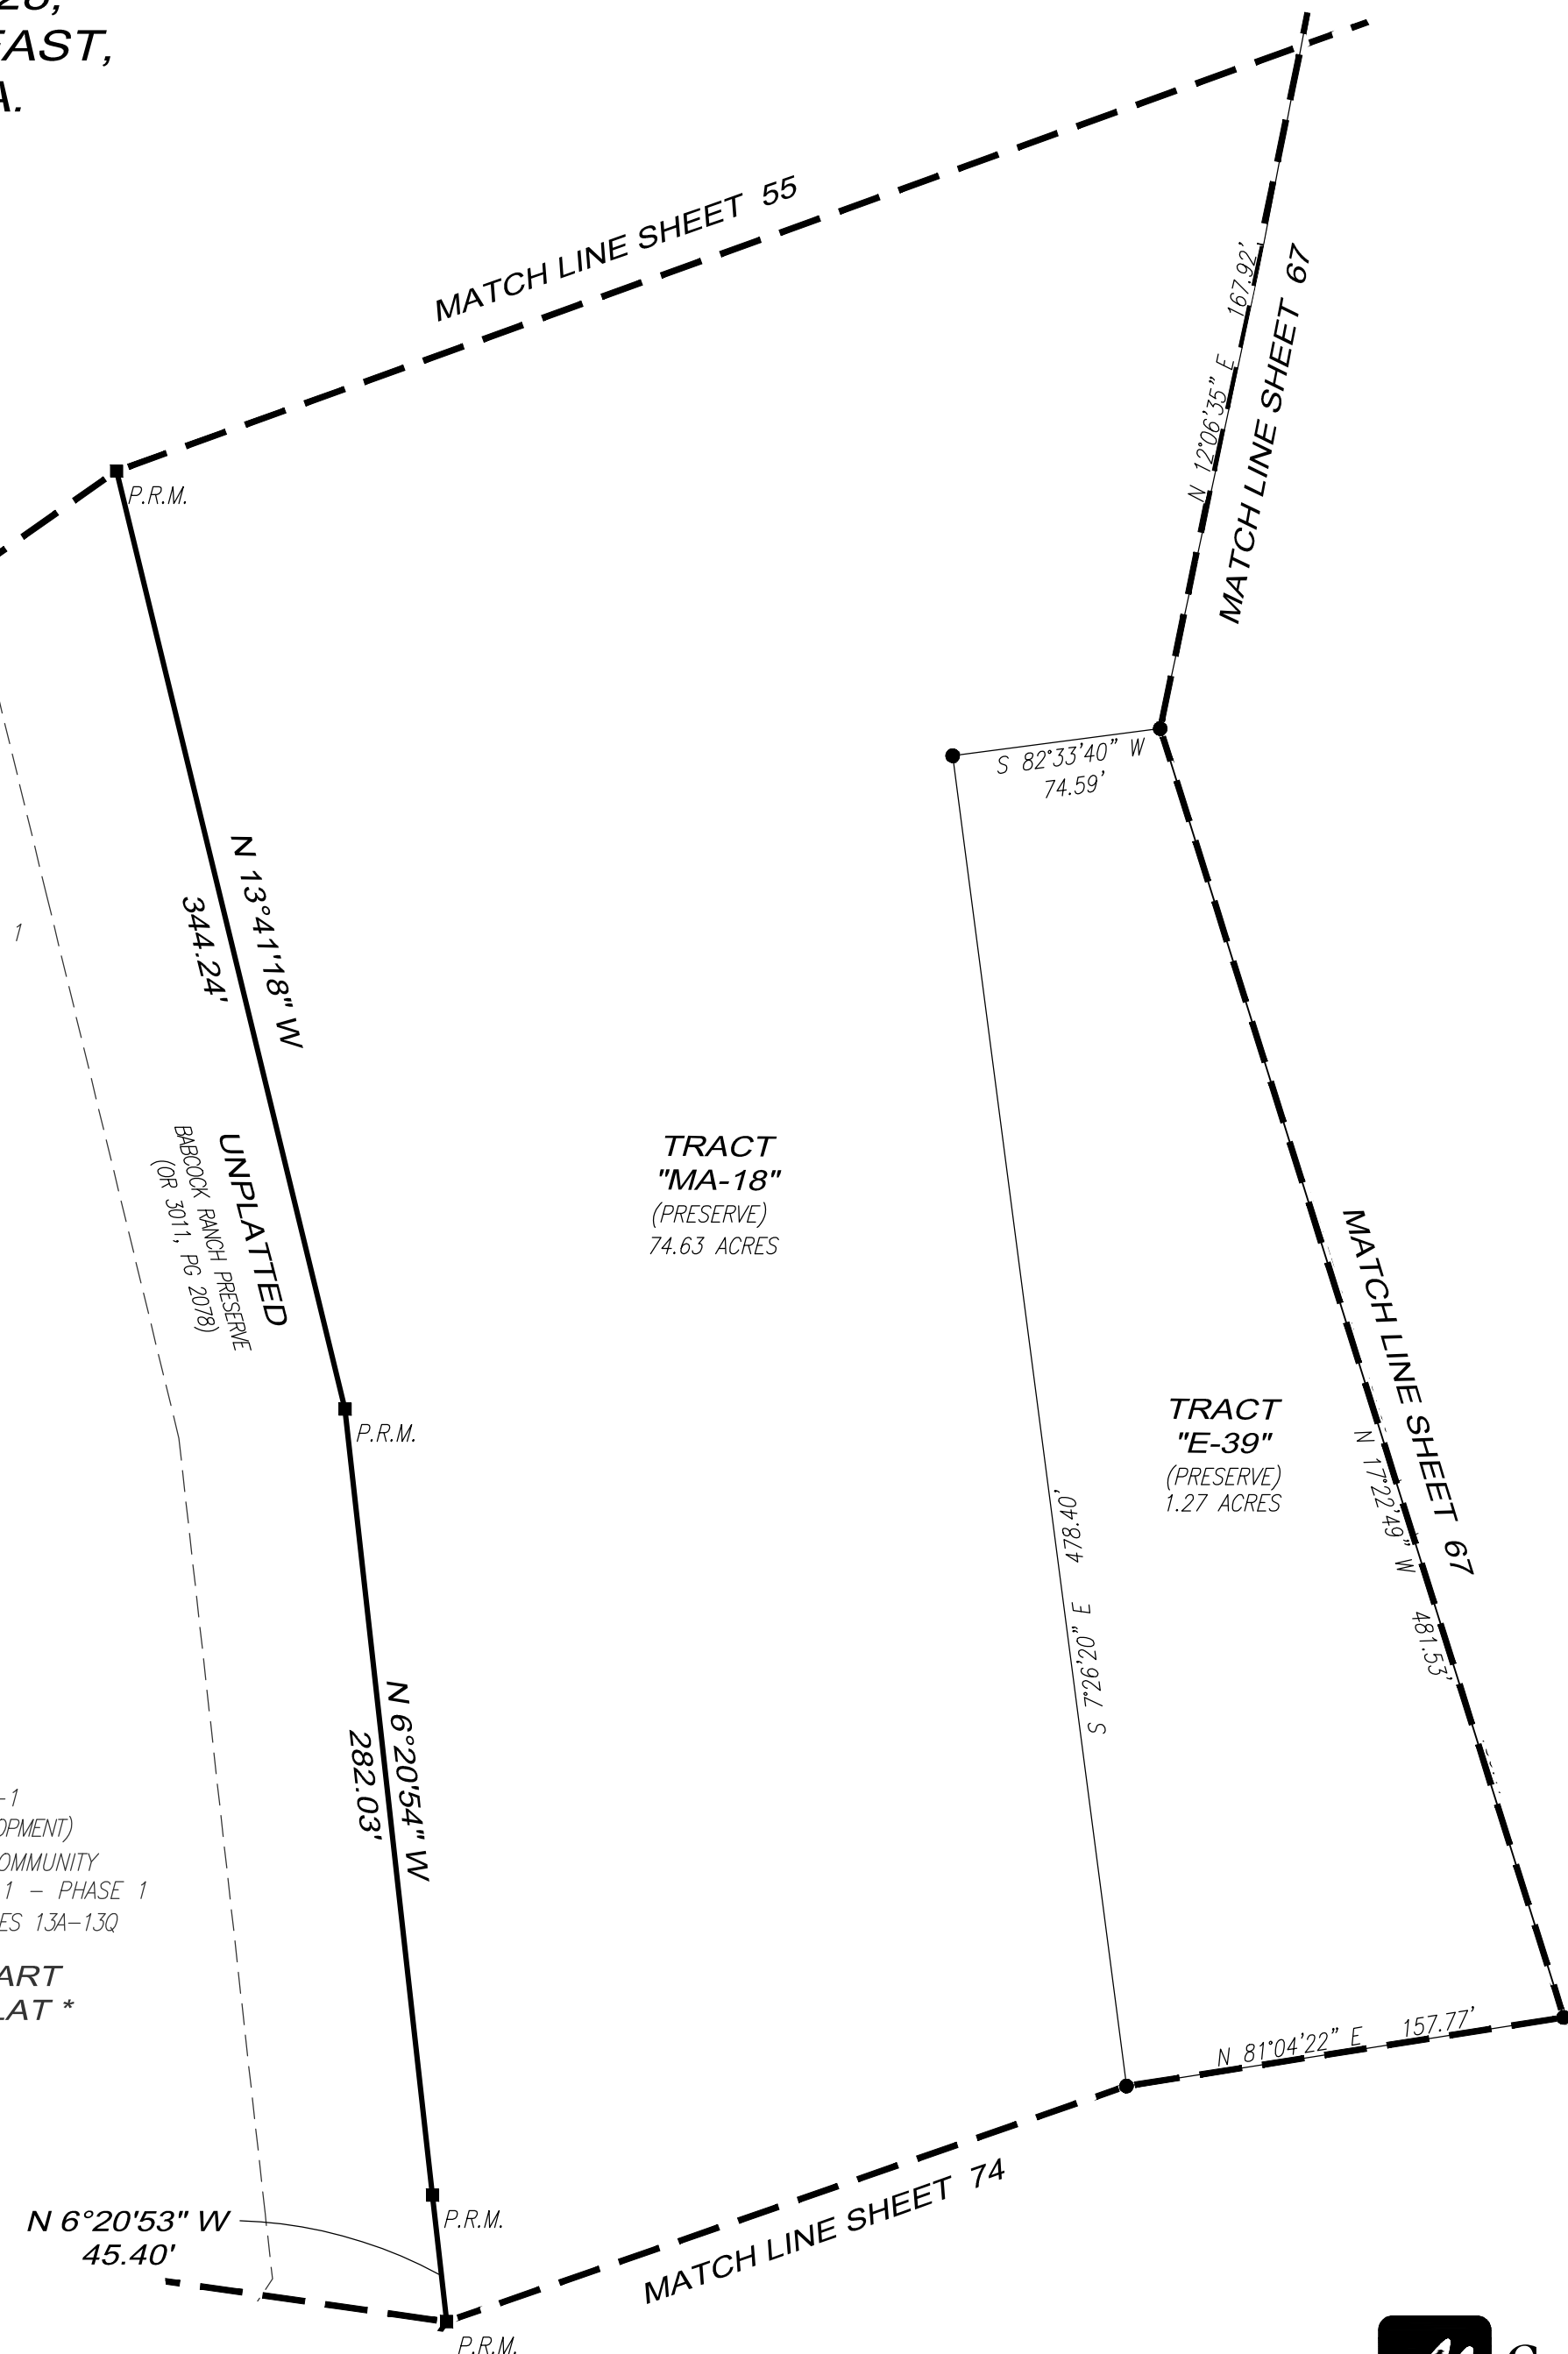 EAST,
MATCH LINE SHEET 55
N 12°06'35" E 167.92'
MATCH LINE SHEET 67
P.R.M.
S 82°33'40" W
74.59'
N 13°41'18" W
344.24'
1
UNPLATTED
BABCOCK RANCH PRESERVE
(OR 3011, PG 2078)
TRACT
"MA-18"
(PRESERVE)
74.63 ACRES
MATCH LINE SHEET 67
N 17°22'49" W 481.53'
P.R.M.
TRACT
"E-39"
(PRESERVE)
1.27 ACRES
S 7°26'20" E 478.40'
N 6°20'54" W
282.03'
-1
OPMENT)
OMMUNITY
1 - PHASE 1
ES 13A-13Q
ART
LAT *
N 81°04'22" E 157.77'
P.R.M.
N 6°20'53" W
45.40'
MATCH LINE SHEET 74
P.R.M.